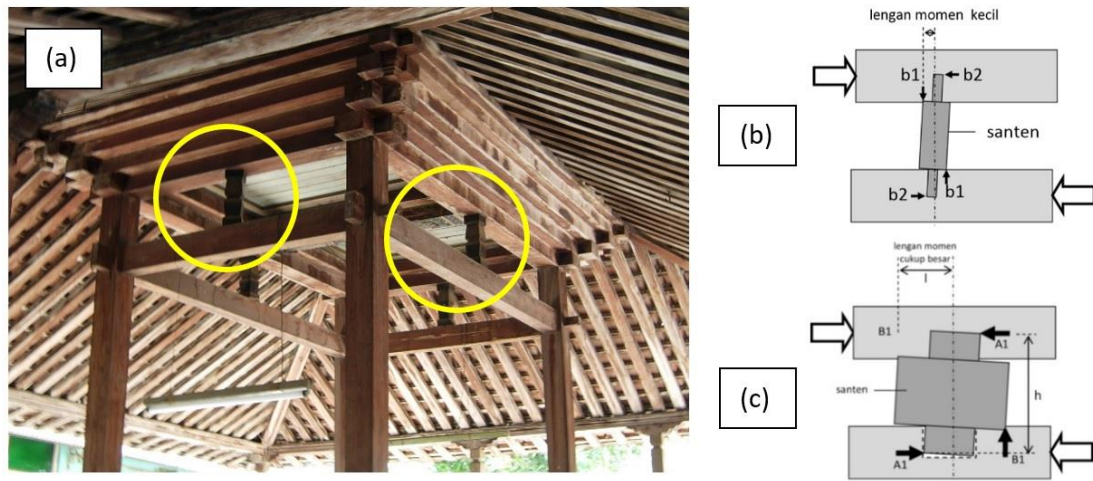 (a)
lengan momen kecil
b1
b2
(b)
santen
b2
b1
lengan momen
cukup besar
l
B1
A1
santen
(c)
h
A1
B1